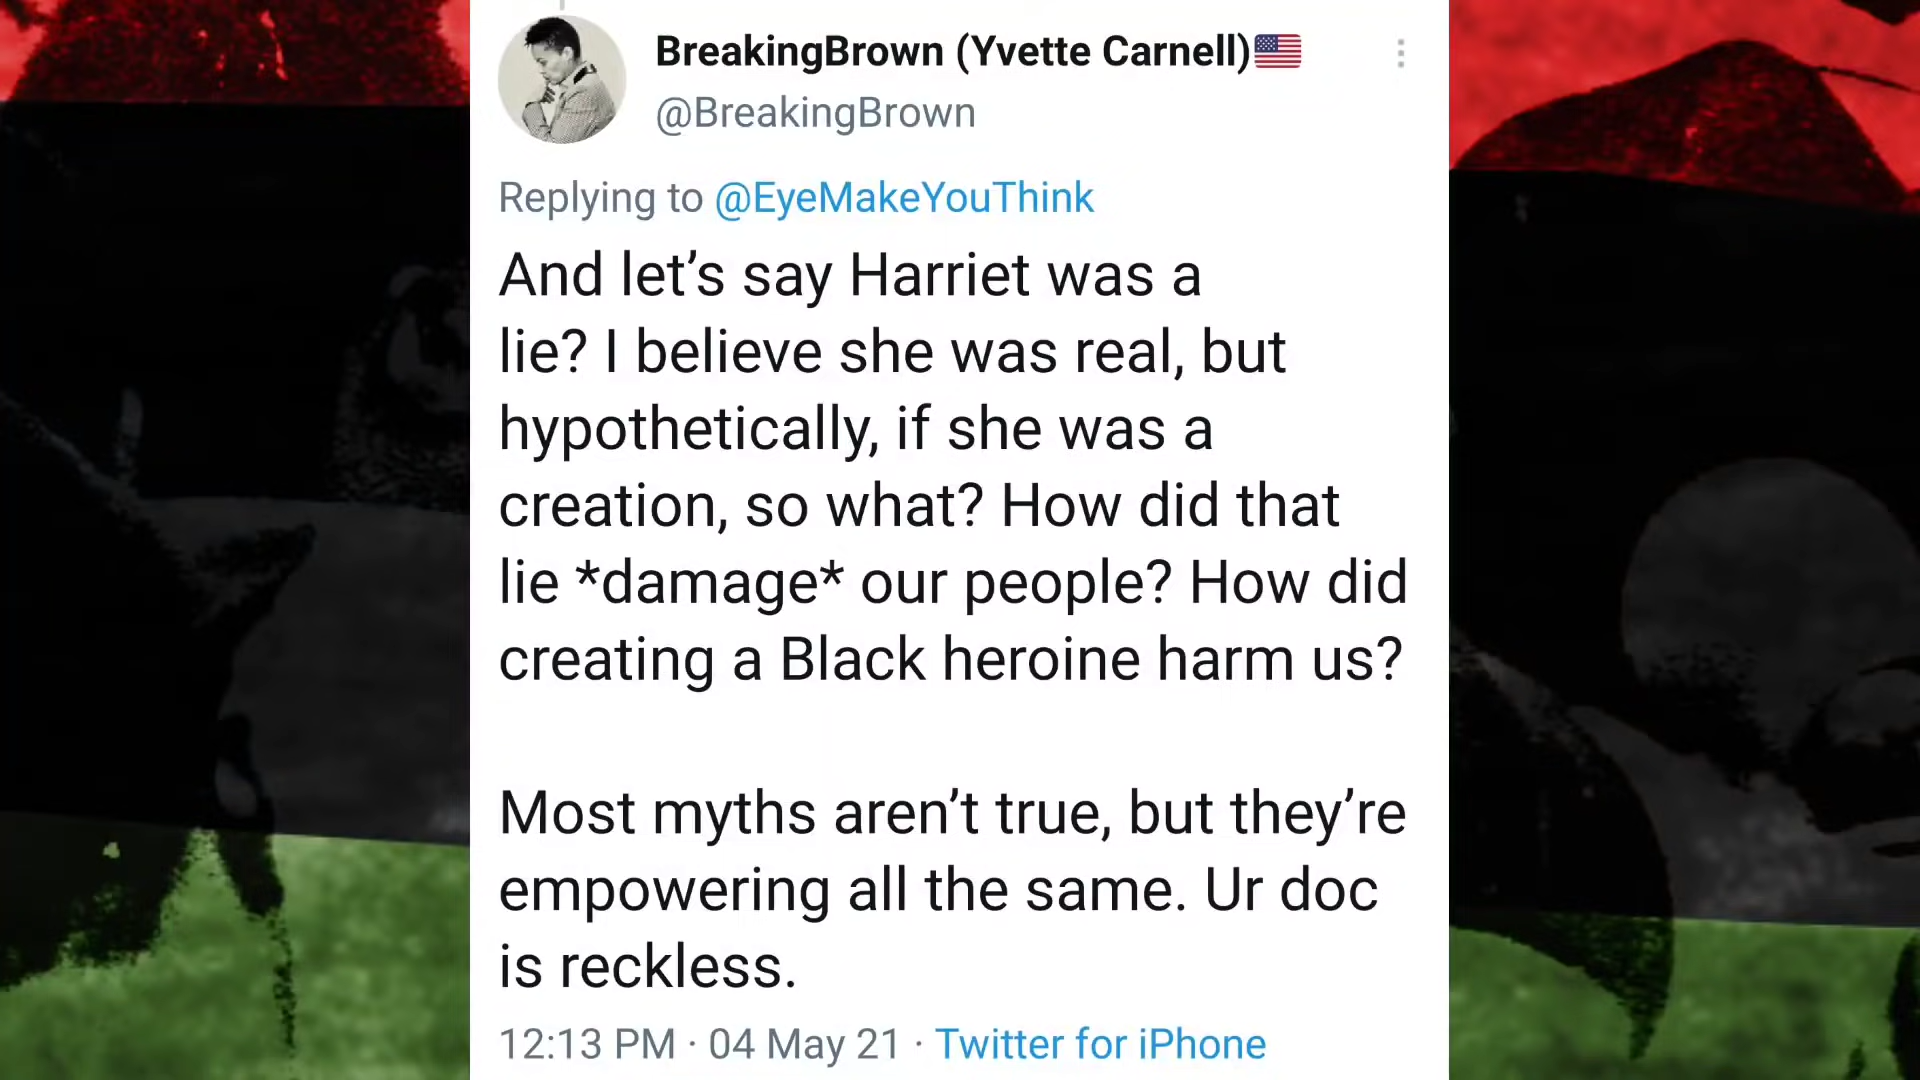 BreakingBrown (Yvette Carnell)🇺🇸
@BreakingBrown
Replying to @EyeMakeYouThink
And let’s say Harriet was a
lie? I believe she was real, but
hypothetically, if she was a
creation, so what? How did that
lie *damage* our people? How did
creating a Black heroine harm us?
Most myths aren’t true, but they’re
empowering all the same. Ur doc
is reckless.
12:13 PM · 04 May 21 · Twitter for iPhone